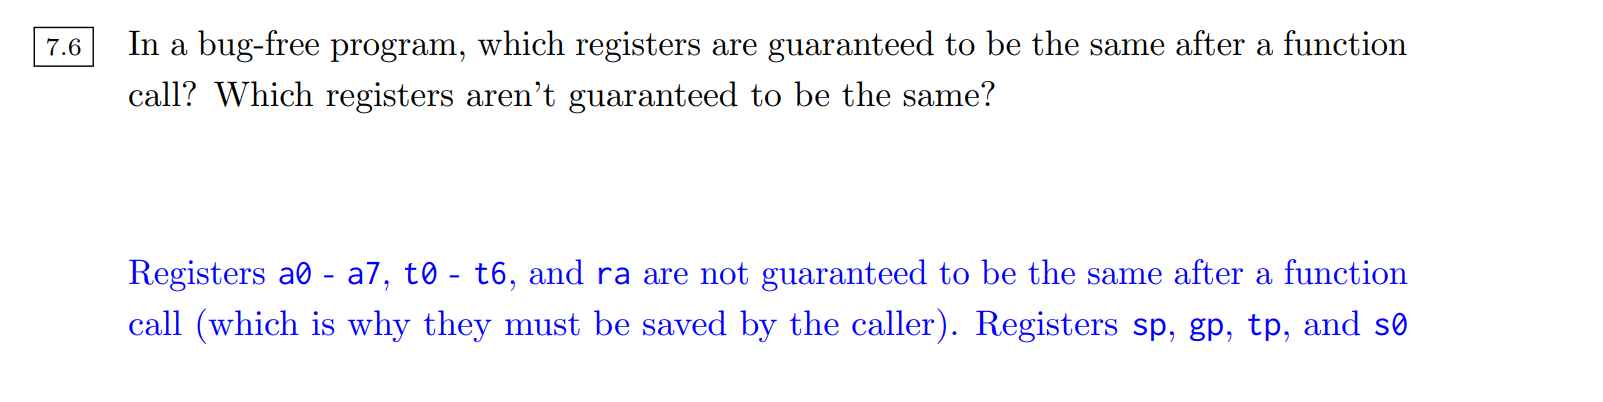 7.6 In a bug-free program, which registers are guaranteed to be the same after a function
call? Which registers aren’t guaranteed to be the same?
Registers a0 - a7, t0 - t6, and ra are not guaranteed to be the same after a function
call (which is why they must be saved by the caller). Registers sp, gp, tp, and s0